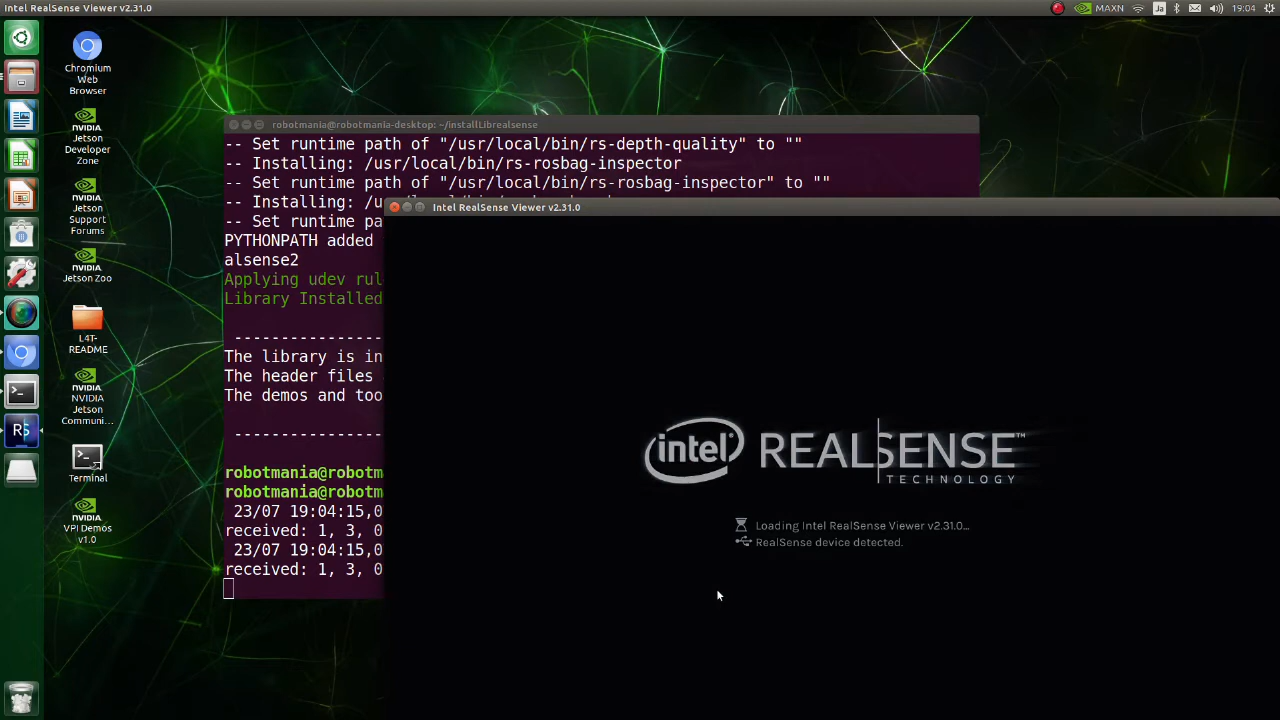 Intel RealSense Viewer v2.31.0
MAXN
Ja
19:04
Chromium
Web
Browser
NVIDIA
Jetson
Developer
Zone
NVIDIA
Jetson
Support
Forums
NVIDIA
Jetson Zoo
L4T-
README
NVIDIA
NVIDIA
Jetson
Communi...
Terminal
NVIDIA
VPI Demos
v1.0
RS
robotmania@robotmania-desktop: ~/installLibrealsense
-- Set runtime path of "/usr/local/bin/rs-depth-quality" to ""
-- Installing: /usr/local/bin/rs-rosbag-inspector
-- Set runtime path of "/usr/local/bin/rs-rosbag-inspector" to ""
-- Installing: /u
-- Set runtime pa
PYTHONPATH added
alsense2
Applying udev rul
Library Installed
-----------------
The library is in
The header files
The demos and too
-----------------
robotmania@robotm
robotmania@robotm
23/07 19:04:15,0
received: 1, 3, 0
23/07 19:04:15,0
received: 1, 3, 0
Intel RealSense Viewer v2.31.0
intel® REALSENSE™
TECHNOLOGY
Loading Intel RealSense Viewer v2.31.0...
RealSense device detected.